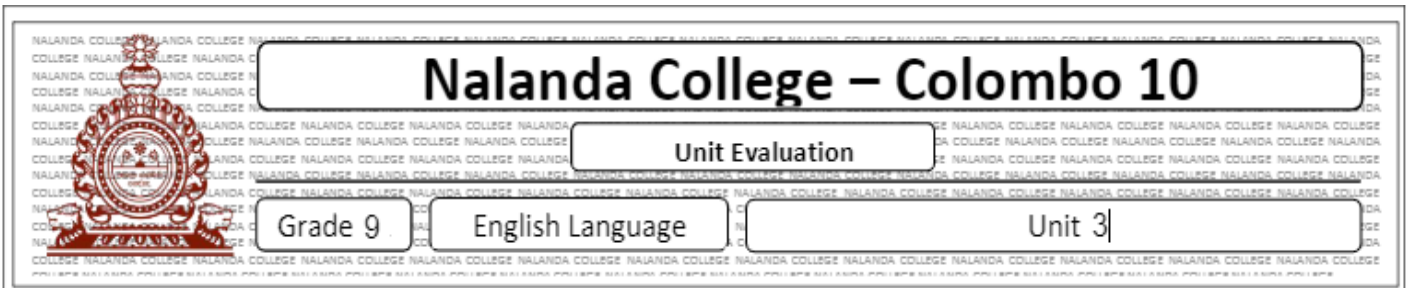 Nalanda College – Colombo 10
Unit Evaluation
Grade 9
English Language
Unit 3